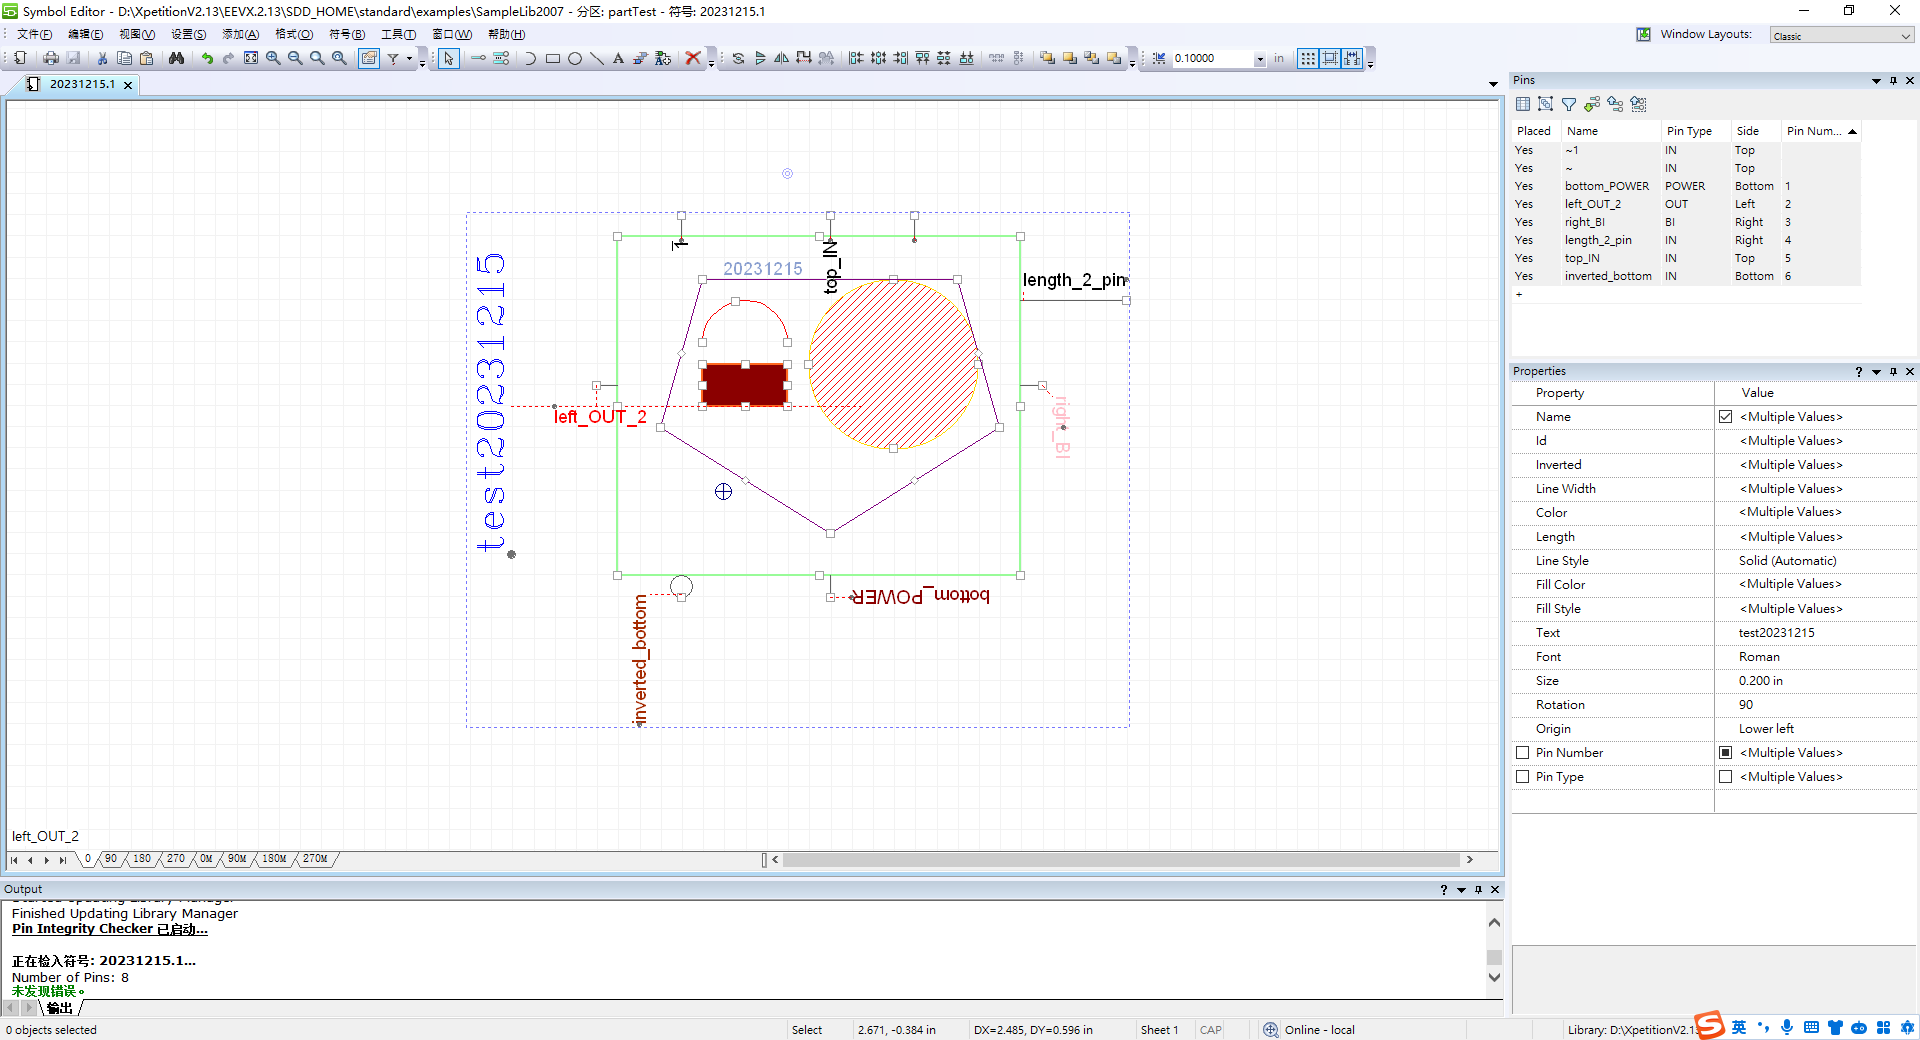 Symbol Editor - D:\XpetitionV2.13\EEVX.2.13\SDD_HOME\standard\examples\SampleLib2007 - 分区: partTest - 符号: 20231215.1
文件(F) 编辑(E) 视图(V) 设置(S) 添加(A) 格式(O) 符号(B) 工具(T) 窗口(W) 帮助(H)
Window Layouts: Classic
0.10000 in
20231215.1
Pins
Placed Name Pin Type Side Pin Num...
Yes ~1 IN Top
Yes ~ IN Top
Yes bottom_POWER POWER Bottom 1
Yes left_OUT_2 OUT Left 2
Yes right_BI BI Right 3
Yes length_2_pin IN Right 4
Yes top_IN IN Top 5
Yes inverted_bottom IN Bottom 6
+
test20231215
1
20231215
top_IN
length_2_pin
left_OUT_2
right_BI
inverted_bottom
bottom_POWER
Properties
Property Value
Name <Multiple Values>
Id <Multiple Values>
Inverted <Multiple Values>
Line Width <Multiple Values>
Color <Multiple Values>
Length <Multiple Values>
Line Style Solid (Automatic)
Fill Color <Multiple Values>
Fill Style <Multiple Values>
Text test20231215
Font Roman
Size 0.200 in
Rotation 90
Origin Lower left
Pin Number <Multiple Values>
Pin Type <Multiple Values>
left_OUT_2
0 90 180 270 0M 90M 180M 270M
Output
Started Updating Library Manager
Finished Updating Library Manager
Pin Integrity Checker 已启动...
正在检入符号: 20231215.1...
Number of Pins: 8
未发现错误。
输出
0 objects selected
Select
2.671, -0.384 in
DX=2.485, DY=0.596 in
Sheet 1
CAP
Online - local
Library: D:\XpetitionV2.13
英